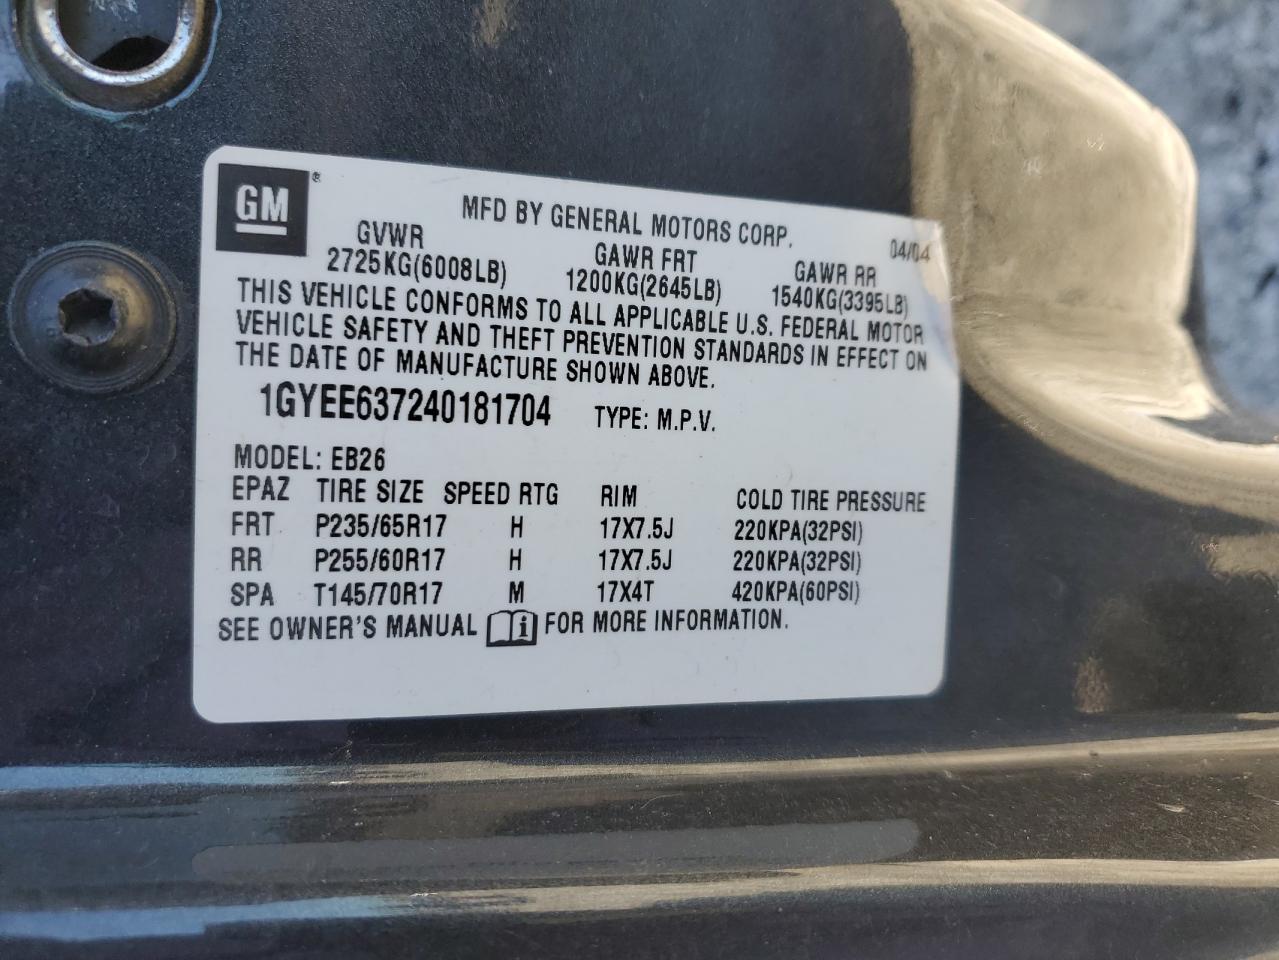 GM ®
MFD BY GENERAL MOTORS CORP. 04/04
GVWR GAWR FRT GAWR RR
2725KG(6008LB) 1200KG(2645LB) 1540KG(3395LB)
THIS VEHICLE CONFORMS TO ALL APPLICABLE U.S. FEDERAL MOTOR
VEHICLE SAFETY AND THEFT PREVENTION STANDARDS IN EFFECT ON
THE DATE OF MANUFACTURE SHOWN ABOVE.
1GYEE637240181704 TYPE: M.P.V.
MODEL: EB26
EPAZ TIRE SIZE SPEED RTG RIM COLD TIRE PRESSURE
FRT P235/65R17 H 17X7.5J 220KPA(32PSI)
RR P255/60R17 H 17X7.5J 220KPA(32PSI)
SPA T145/70R17 M 17X4T 420KPA(60PSI)
SEE OWNER'S MANUAL i FOR MORE INFORMATION.